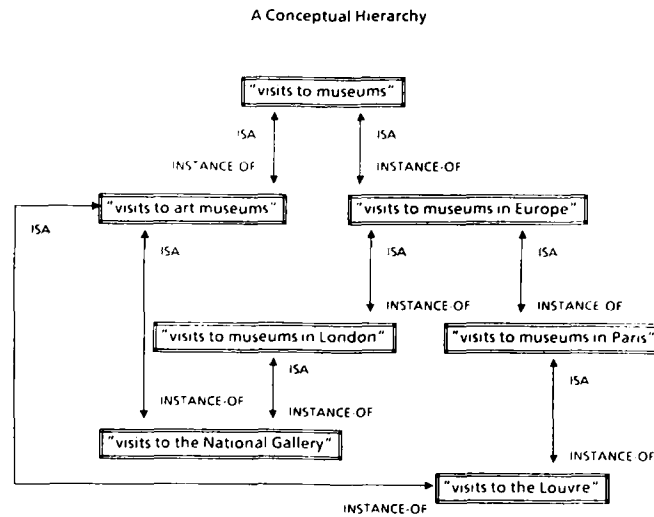 A Conceptual Hierarchy
"visits to museums"
ISA ISA
INSTANCE-OF INSTANCE-OF
"visits to art museums" "visits to museums in Europe"
ISA ISA ISA ISA
INSTANCE-OF INSTANCE-OF
"visits to museums in London" "visits to museums in Paris"
ISA ISA
INSTANCE-OF INSTANCE-OF
"visits to the National Gallery"
INSTANCE-OF
"visits to the Louvre"
INSTANCE-OF